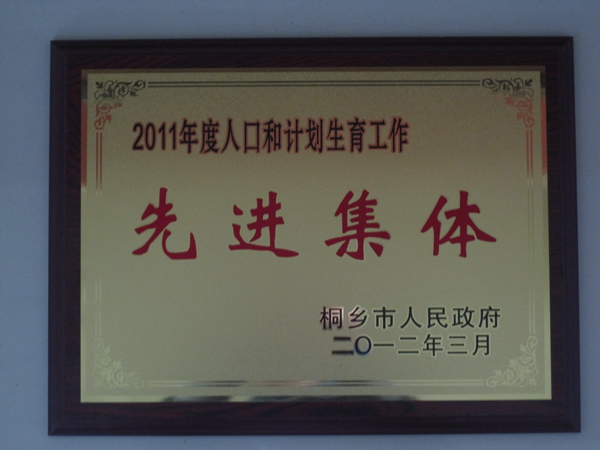 2011年度人口和计划生育工作
先进集体
桐乡市人民政府
二〇一二年三月